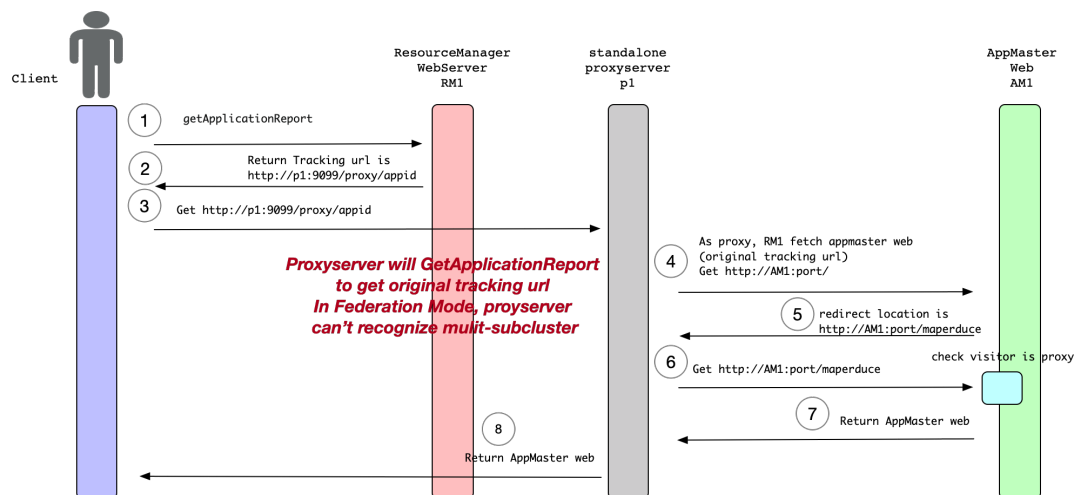 Client
ResourceManager
WebServer
RM1
standalone
proxyserver
p1
AppMaster
Web
AM1
1
getApplicationReport
2
Return Tracking url is
http://p1:9099/proxy/appid
3
Get http://p1:9099/proxy/appid
Proxyserver will GetApplicationReport
to get original tracking url
In Federation Mode, proyserver
can't recognize mulit-subcluster
4
As proxy, RM1 fetch appmaster web
(original tracking url)
Get http://AM1:port/
5
redirect location is
http://AM1:port/maperduce
check visitor is proxy
6
Get http://AM1:port/maperduce
7
Return AppMaster web
8
Return AppMaster web